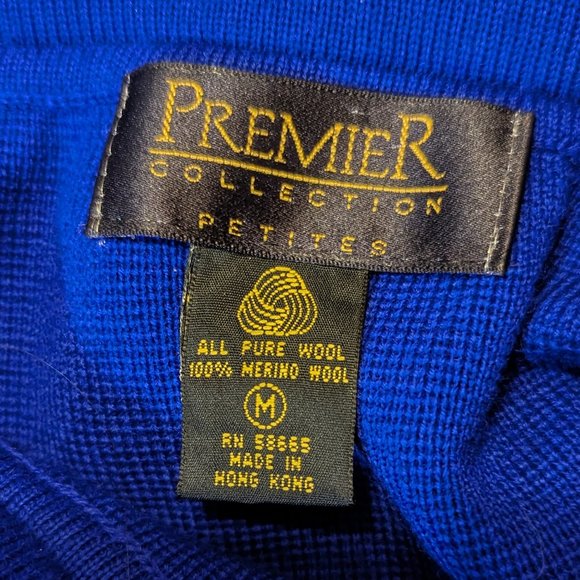 PREMIER
COLLECTION
PETITES
ALL PURE WOOL
100% MERINO WOOL
M
RN 58665
MADE IN
HONG KONG